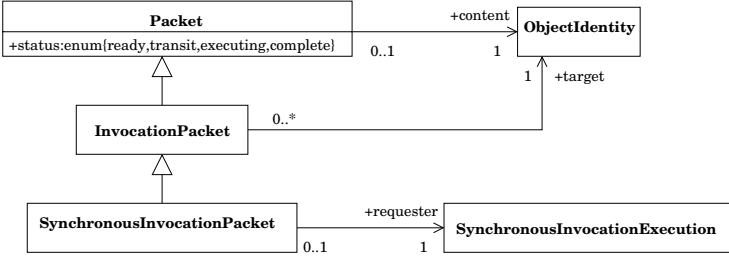 Packet
+status:enum{ready,transit,executing,complete}
+content
0..1
1
ObjectIdentity
1
+target
InvocationPacket
0..*
SynchronousInvocationPacket
+requester
0..1
1
SynchronousInvocationExecution